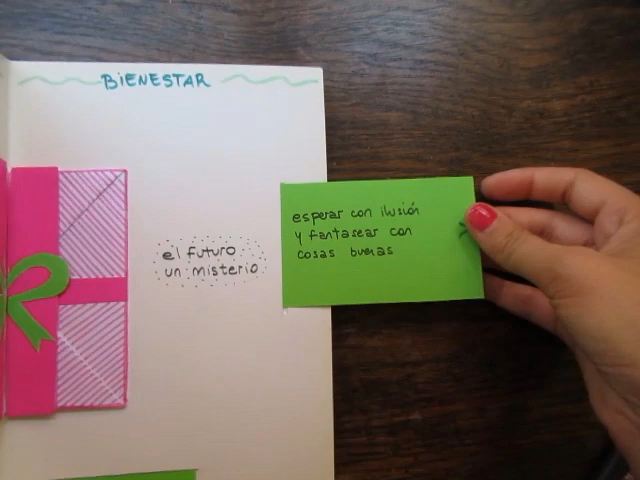 BiENESTAR
el futuro
un misterio
esperar con ilusión
y fantasear con
cosas buenas